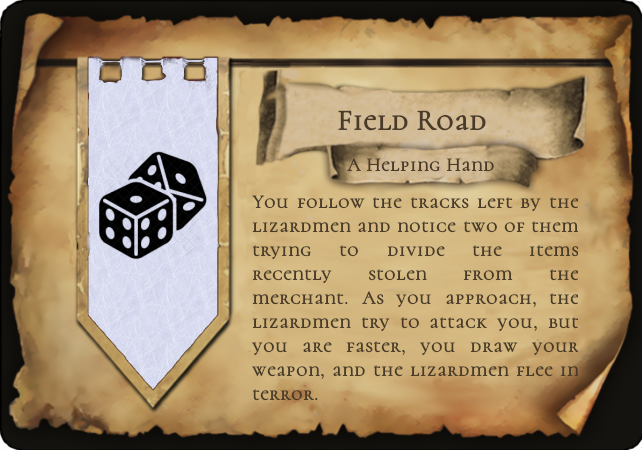 Field Road
A Helping Hand
You follow the tracks left by the
lizardmen and notice two of them
trying to divide the items
recently stolen from the
merchant. As you approach, the
lizardmen try to attack you, but
you are faster, you draw your
weapon, and the lizardmen flee in
terror.